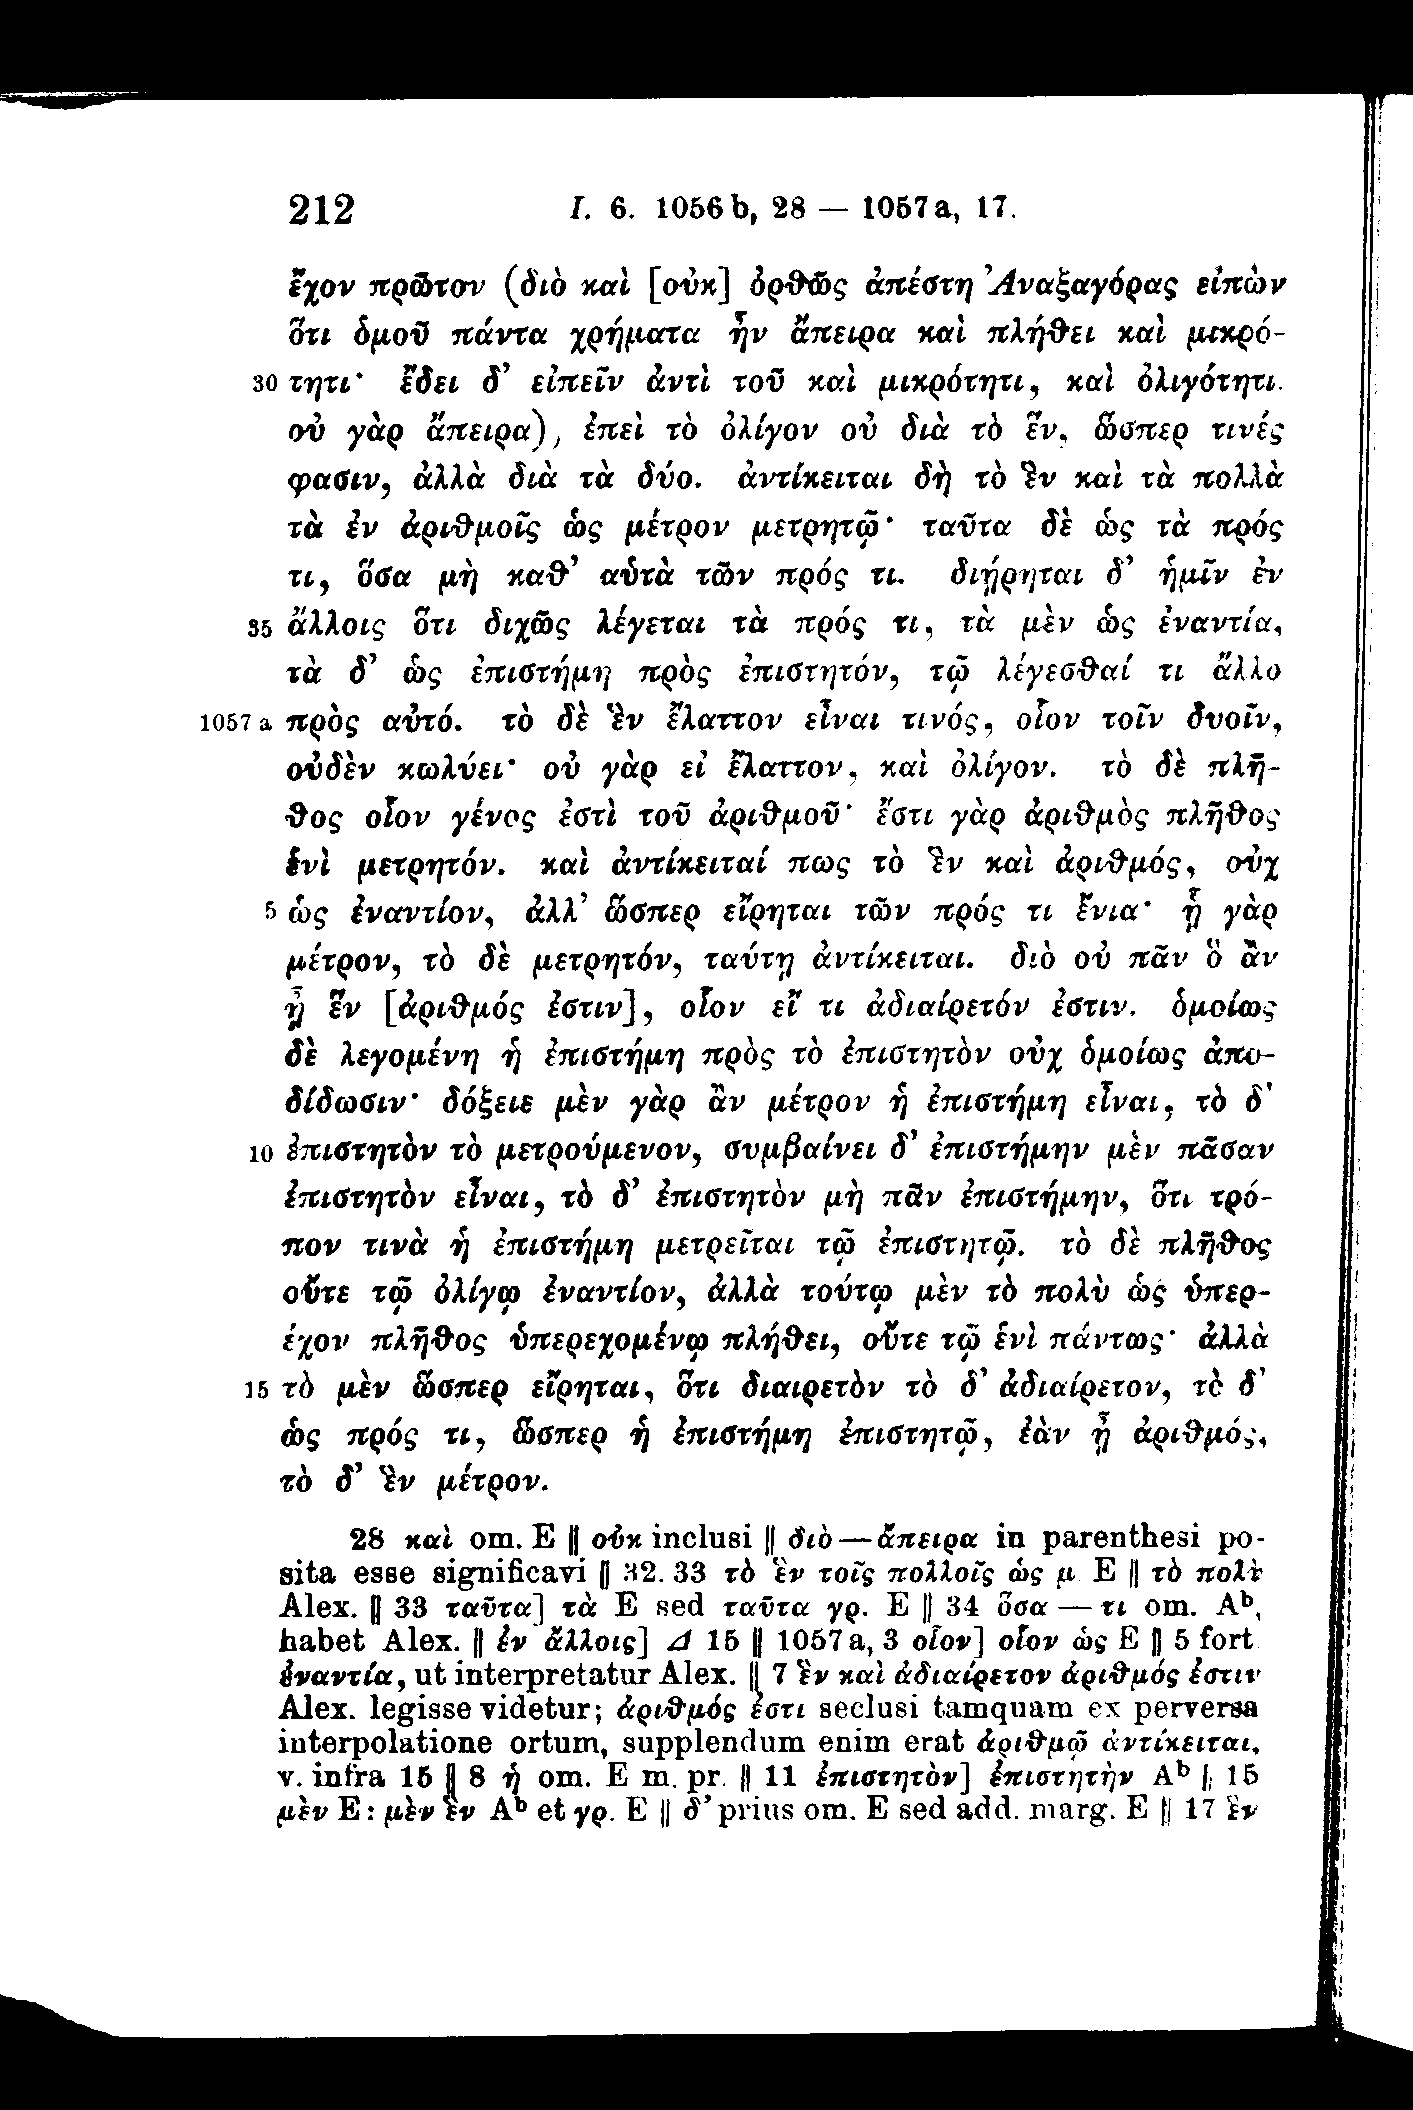 212 I. 6. 1056 b, 28 — 1057 a, 17.
ἔχον πρῶτον (διὸ καὶ [οὐκ] ὀρθῶς ἀπέστη Ἀναξαγόρας εἰπὼν
ὅτι ὁμοῦ πάντα χρήματα ἦν ἄπειρα καὶ πλήθει καὶ μικρό-
30 τητι· ἔδει δ’ εἰπεῖν ἀντὶ τοῦ καὶ μικρότητι, καὶ ὀλιγότητι.
οὐ γὰρ ἄπειρα), ἐπεὶ τὸ ὀλίγον οὐ διὰ τὸ ἕν, ὥσπερ τινές
φασιν, ἀλλὰ διὰ τὰ δύο. ἀντίκειται δὴ τὸ ἓν καὶ τὰ πολλὰ
τὰ ἐν ἀριθμοῖς ὡς μέτρον μετρητῷ· ταῦτα δὲ ὡς τὰ πρός
τι, ὅσα μὴ καθ’ αὑτὰ τῶν πρός τι. διῄρηται δ’ ἡμῖν ἐν
35 ἄλλοις ὅτι διχῶς λέγεται τὰ πρός τι, τὰ μὲν ὡς ἐναντία,
τὰ δ’ ὡς ἐπιστήμη πρὸς ἐπιστητόν, τῷ λέγεσθαί τι ἄλλο
1057 a πρὸς αὐτό. τὸ δὲ ἓν ἔλαττον εἶναι τινός, οἷον τοῖν δυοῖν,
οὐδὲν κωλύει· οὐ γὰρ εἰ ἔλαττον, καὶ ὀλίγον. τὸ δὲ πλῆ-
θος οἷον γένος ἐστὶ τοῦ ἀριθμοῦ· ἔστι γὰρ ἀριθμὸς πλῆθος
ἑνὶ μετρητόν. καὶ ἀντίκειταί πως τὸ ἓν καὶ ἀριθμός, οὐχ
5 ὡς ἐναντίον, ἀλλ’ ὥσπερ εἴρηται τῶν πρός τι ἔνια· ᾗ γὰρ
μέτρον, τὸ δὲ μετρητόν, ταύτῃ ἀντίκειται. διὸ οὐ πᾶν ὃ ἂν
ᾖ ἓν [ἀριθμός ἐστιν], οἷον εἴ τι ἀδιαίρετόν ἐστιν. ὁμοίως
δὲ λεγομένη ἡ ἐπιστήμη πρὸς τὸ ἐπιστητὸν οὐχ ὁμοίως ἀπο-
δίδωσιν· δόξειε μὲν γὰρ ἂν μέτρον ἡ ἐπιστήμη εἶναι, τὸ δ’
10 ἐπιστητὸν τὸ μετρούμενον, συμβαίνει δ’ ἐπιστήμην μὲν πᾶσαν
ἐπιστητὸν εἶναι, τὸ δ’ ἐπιστητὸν μὴ πᾶν ἐπιστήμην, ὅτι τρό-
πον τινὰ ἡ ἐπιστήμη μετρεῖται τῷ ἐπιστητῷ. τὸ δὲ πλῆθος
οὔτε τῷ ὀλίγῳ ἐναντίον, ἀλλὰ τούτῳ μὲν τὸ πολὺ ὡς ὑπερ-
έχον πλῆθος ὑπερεχομένῳ πλήθει, οὔτε τῷ ἑνὶ πάντως· ἀλλὰ
15 τὸ μὲν ὥσπερ εἴρηται, ὅτι διαιρετὸν τὸ δ’ ἀδιαίρετον, τὸ δ’
ὡς πρός τι, ὥσπερ ἡ ἐπιστήμη ἐπιστητῷ, ἐὰν ᾖ ἀριθμός,
τὸ δ’ ἓν μέτρον.
28 καὶ om. E ‖ οὐκ inclusi ‖ διὸ — ἄπειρα in parenthesi po-
sita esse significavi ‖ 32. 33 τὸ ἓν τοῖς πολλοῖς ὡς μ E ‖ τὸ πολὺ
Alex. ‖ 33 ταῦτα] τὰ E sed ταῦτα γρ. E ‖ 34 ὅσα — τι om. Aᵇ,
habet Alex. ‖ ἐν ἄλλοις] Δ 15 ‖ 1057 a, 3 οἷον] οἷον ὡς E ‖ 5 fort
ἐναντία, ut interpretatur Alex. ‖ 7 ἓν καὶ ἀδιαίρετον ἀριθμός ἐστιν
Alex. legisse videtur; ἀριθμός ἐστι seclusi tamquam ex perversa
interpolatione ortum, supplendum enim erat ἀριθμῷ ἀντίκειται,
v. infra 15 ‖ 8 ἡ om. E m. pr. ‖ 11 ἐπιστητὸν] ἐπιστητὴν Aᵇ ‖ 15
μὲν E: μὲν ἓν Aᵇ et γρ. E ‖ δ’ prius om. E sed add. marg. E ‖ 17 ἓν